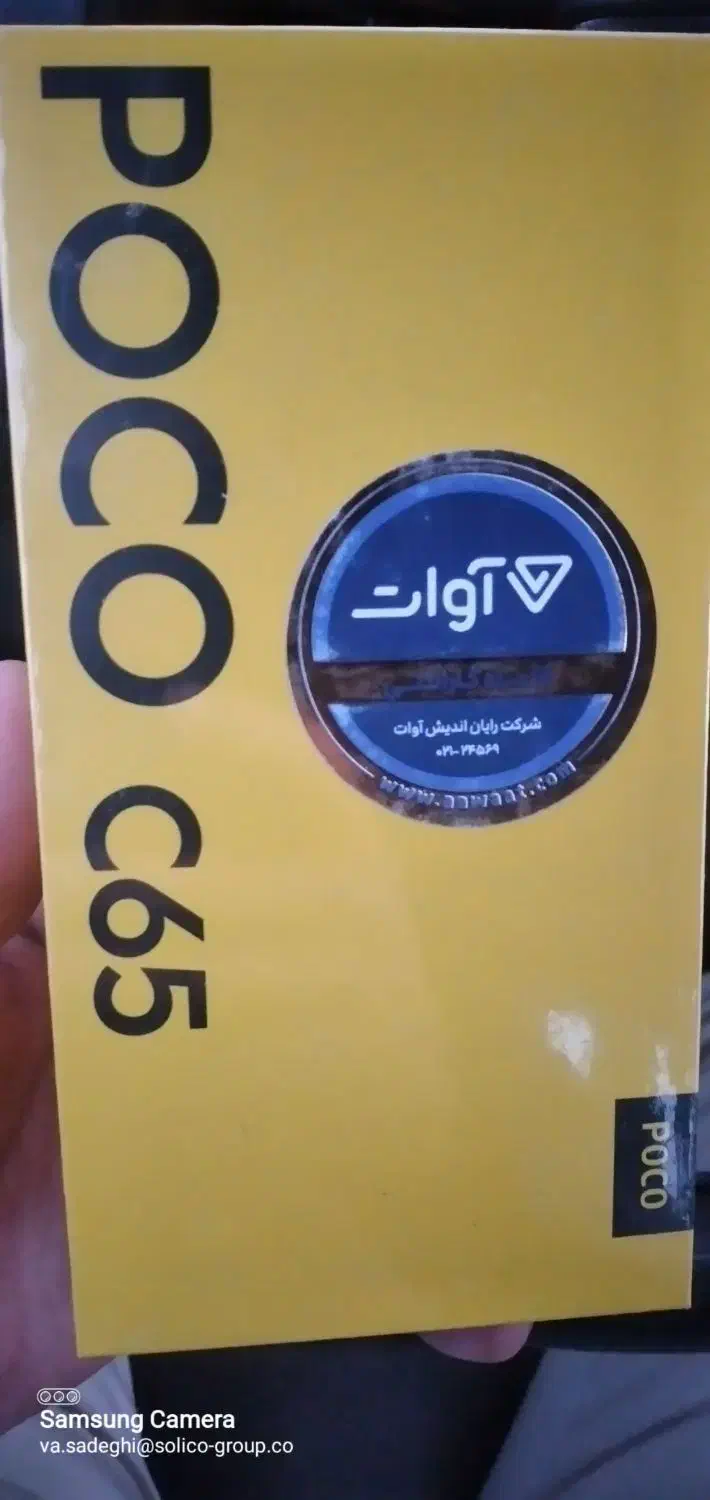 POCO C65
آوات
شرکت رایان اندیش آوات
۰۲۱-۲۴۵۶۹
www.aawaat.com
POCO
Samsung Camera
va.sadeghi@solico-group.co